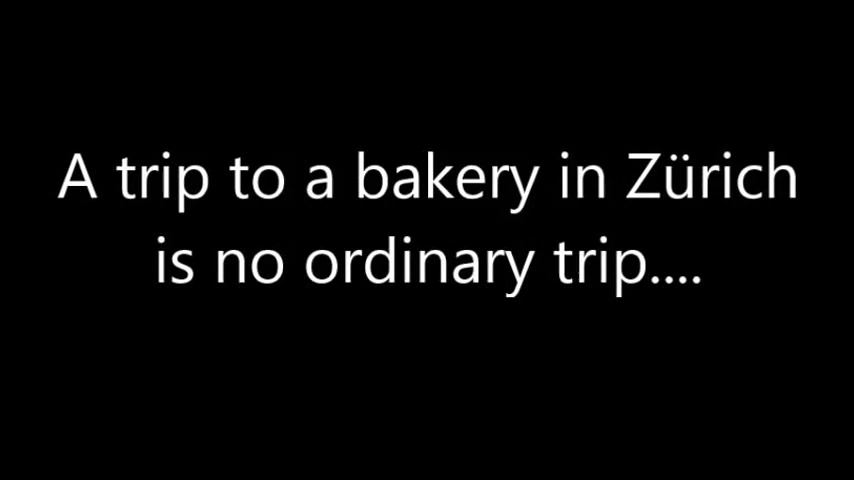 A trip to a bakery in Zürich
is no ordinary trip....